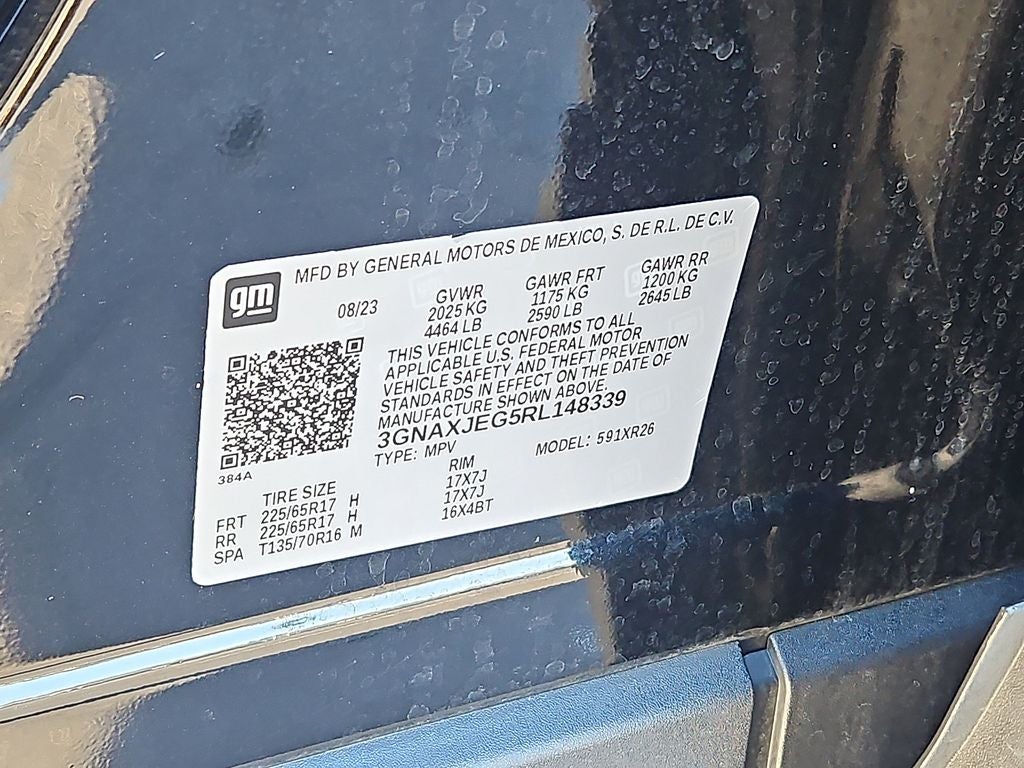 MFD BY GENERAL MOTORS DE MEXICO, S. DE R.L. DE C.V.
gm
08/23
GVWR
2025 KG
4464 LB
GAWR FRT
1175 KG
2590 LB
GAWR RR
1200 KG
2645 LB
THIS VEHICLE CONFORMS TO ALL
APPLICABLE U.S. FEDERAL MOTOR
VEHICLE SAFETY AND THEFT PREVENTION
STANDARDS IN EFFECT ON THE DATE OF
MANUFACTURE SHOWN ABOVE.
3GNAXJEG5RL148339
TYPE: MPV MODEL: 591XR26
384A
TIRE SIZE RIM
FRT 225/65R17 H 17X7J
RR 225/65R17 H 17X7J
SPA T135/70R16 M 16X4BT